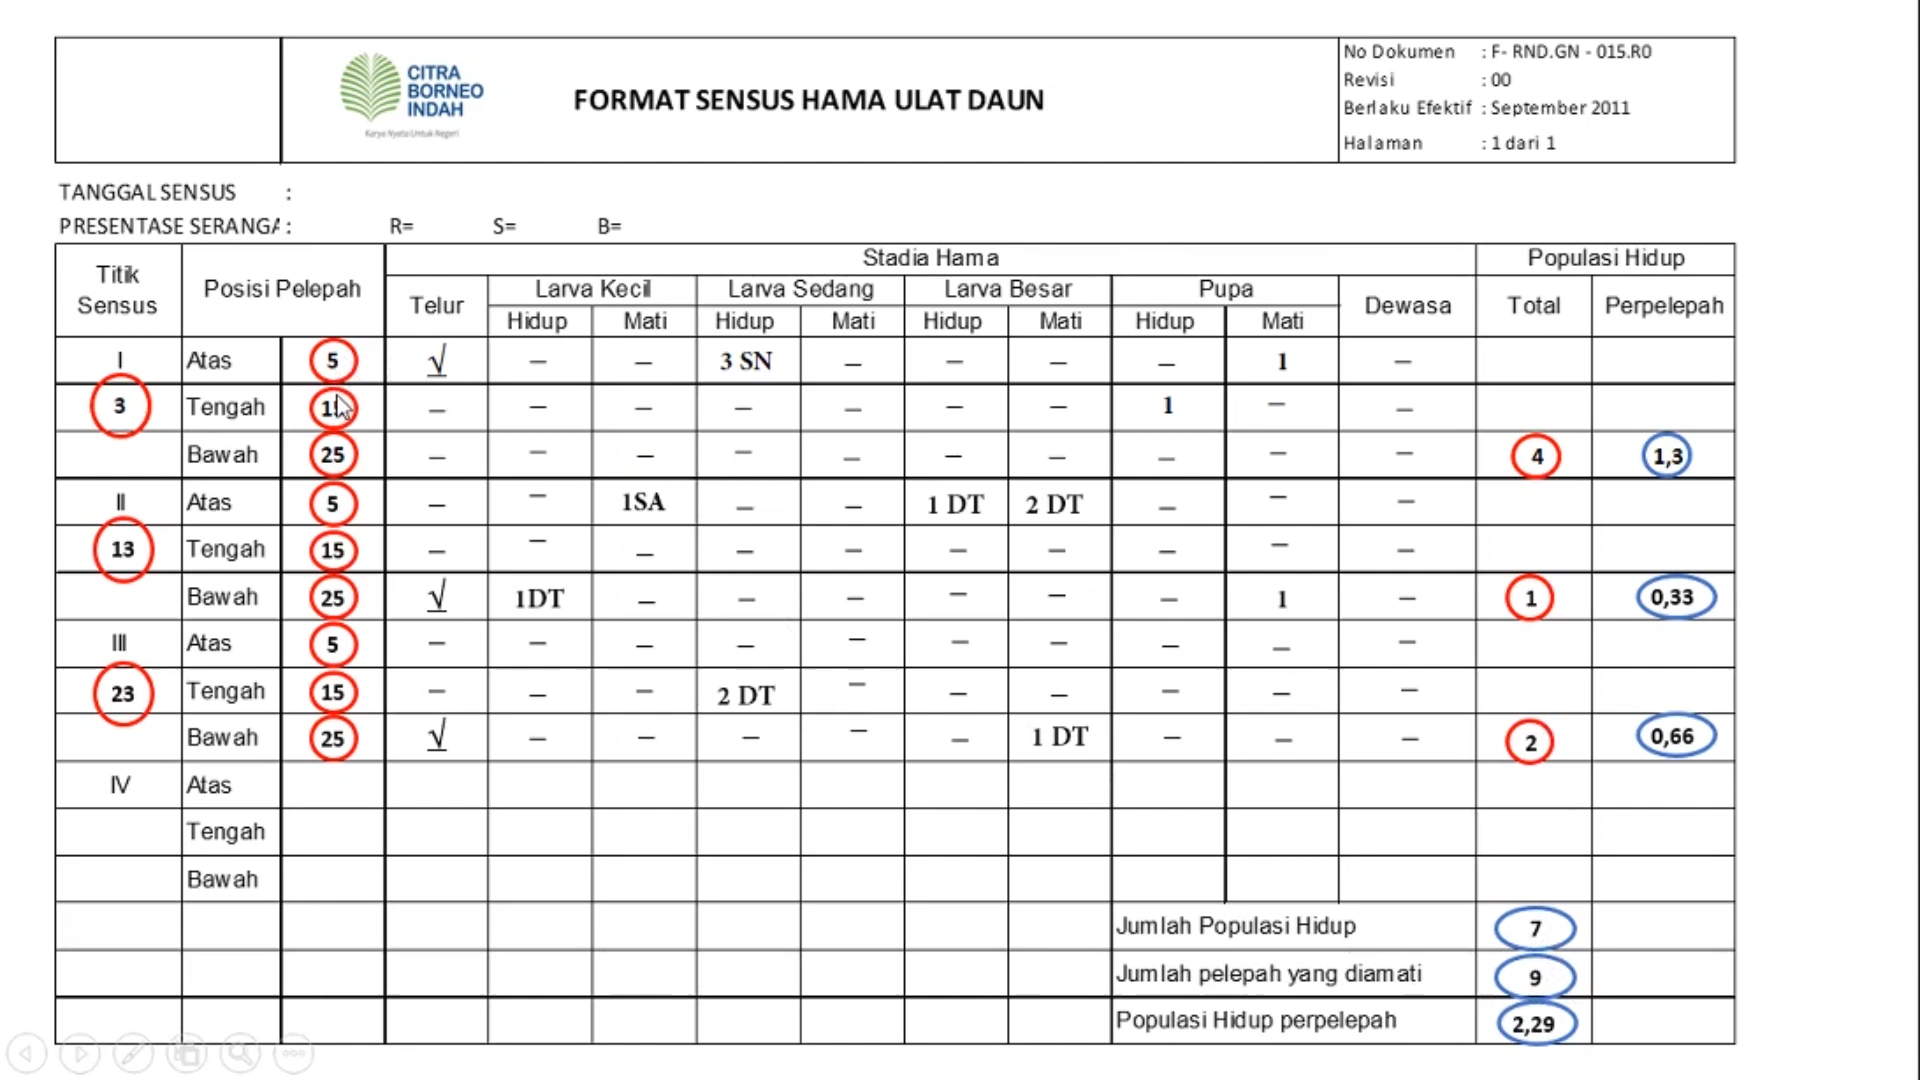 CITRA
BORNEO
INDAH
Karya Nyata Untuk Negeri
FORMAT SENSUS HAMA ULAT DAUN
No Dokumen : F- RND.GN - 015.R0
Revisi : 00
Berlaku Efektif : September 2011
Halaman : 1 dari 1
TANGGAL SENSUS :
PRESENTASE SERANGA : R= S= B=
Titik Sensus Posisi Pelepah Stadia Hama Populasi Hidup
Telur Larva Kecil Larva Sedang Larva Besar Pupa Dewasa Total Perpelepah
Hidup Mati Hidup Mati Hidup Mati Hidup Mati
I Atas 5 √ – – 3 SN – – – – 1 –
3 Tengah – – – – – – – 1 – –
Bawah 25 – – – – – – – – – – 4 1,3
II Atas 5 – – 1SA – – 1 DT 2 DT – – –
13 Tengah 15 – – – – – – – – – –
Bawah 25 √ 1DT – – – – – – 1 – 1 0,33
III Atas 5 – – – – – – – – – –
23 Tengah 15 – – – 2 DT – – – – – –
Bawah 25 √ – – – – – 1 DT – – – 2 0,66
IV Atas
Tengah
Bawah
Jumlah Populasi Hidup 7
Jumlah pelepah yang diamati 9
Populasi Hidup perpelepah 2,29